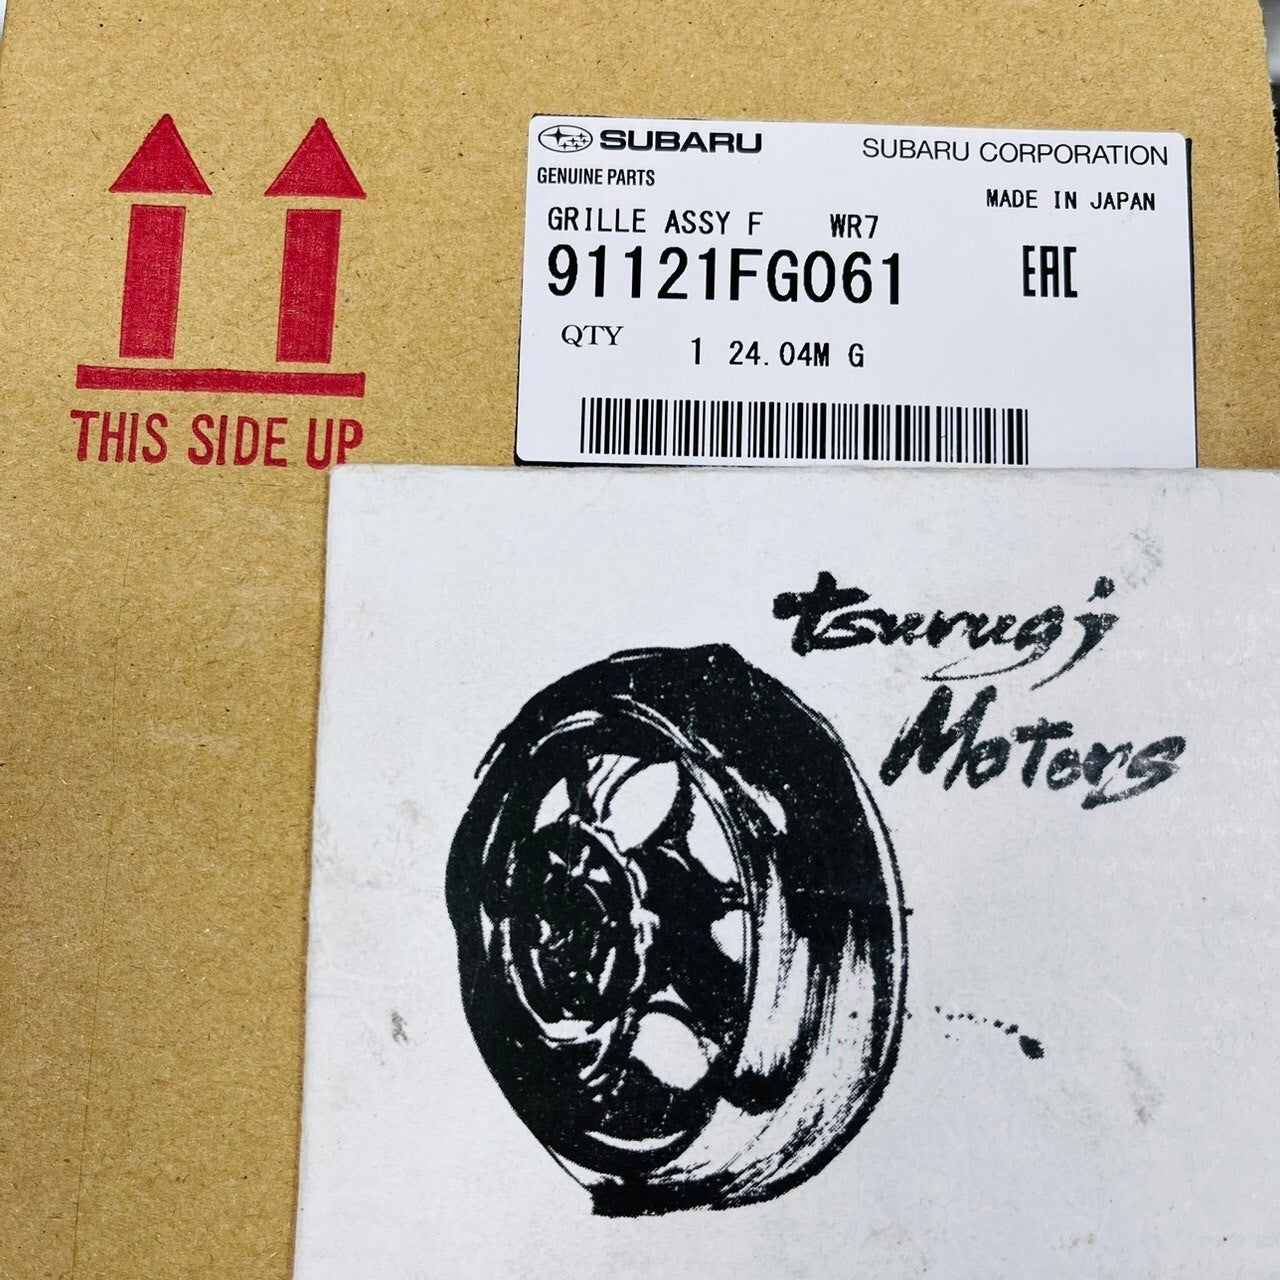 THIS SIDE UP
SUBARU
SUBARU CORPORATION
GENUINE PARTS
MADE IN JAPAN
GRILLE ASSY F WR7
91121FG061
EAC
QTY 1 24.04M G
tsurugi
Motors